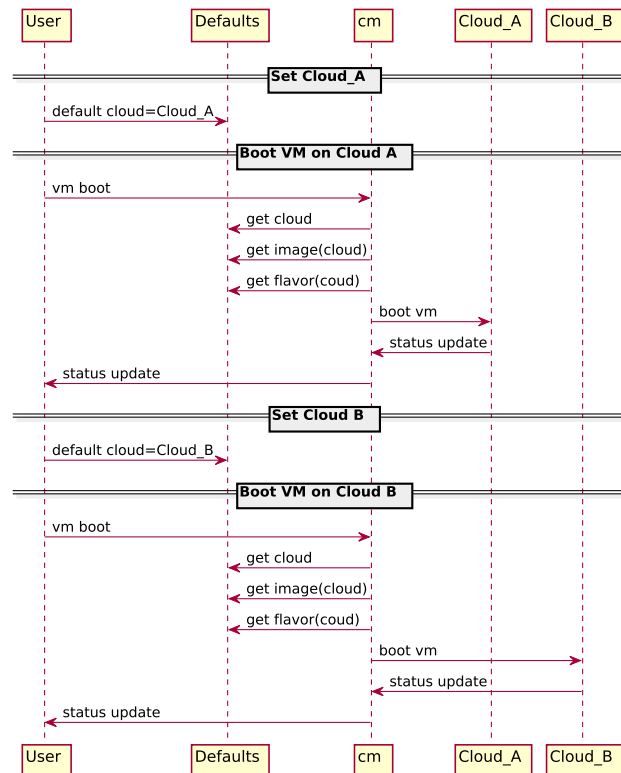 User Defaults cm Cloud_A Cloud_B
Set Cloud_A
default cloud=Cloud_A
Boot VM on Cloud A
vm boot
get cloud
get image(cloud)
get flavor(coud)
boot vm
status update
status update
Set Cloud B
default cloud=Cloud_B
Boot VM on Cloud B
vm boot
get cloud
get image(cloud)
get flavor(coud)
boot vm
status update
status update
User Defaults cm Cloud_A Cloud_B